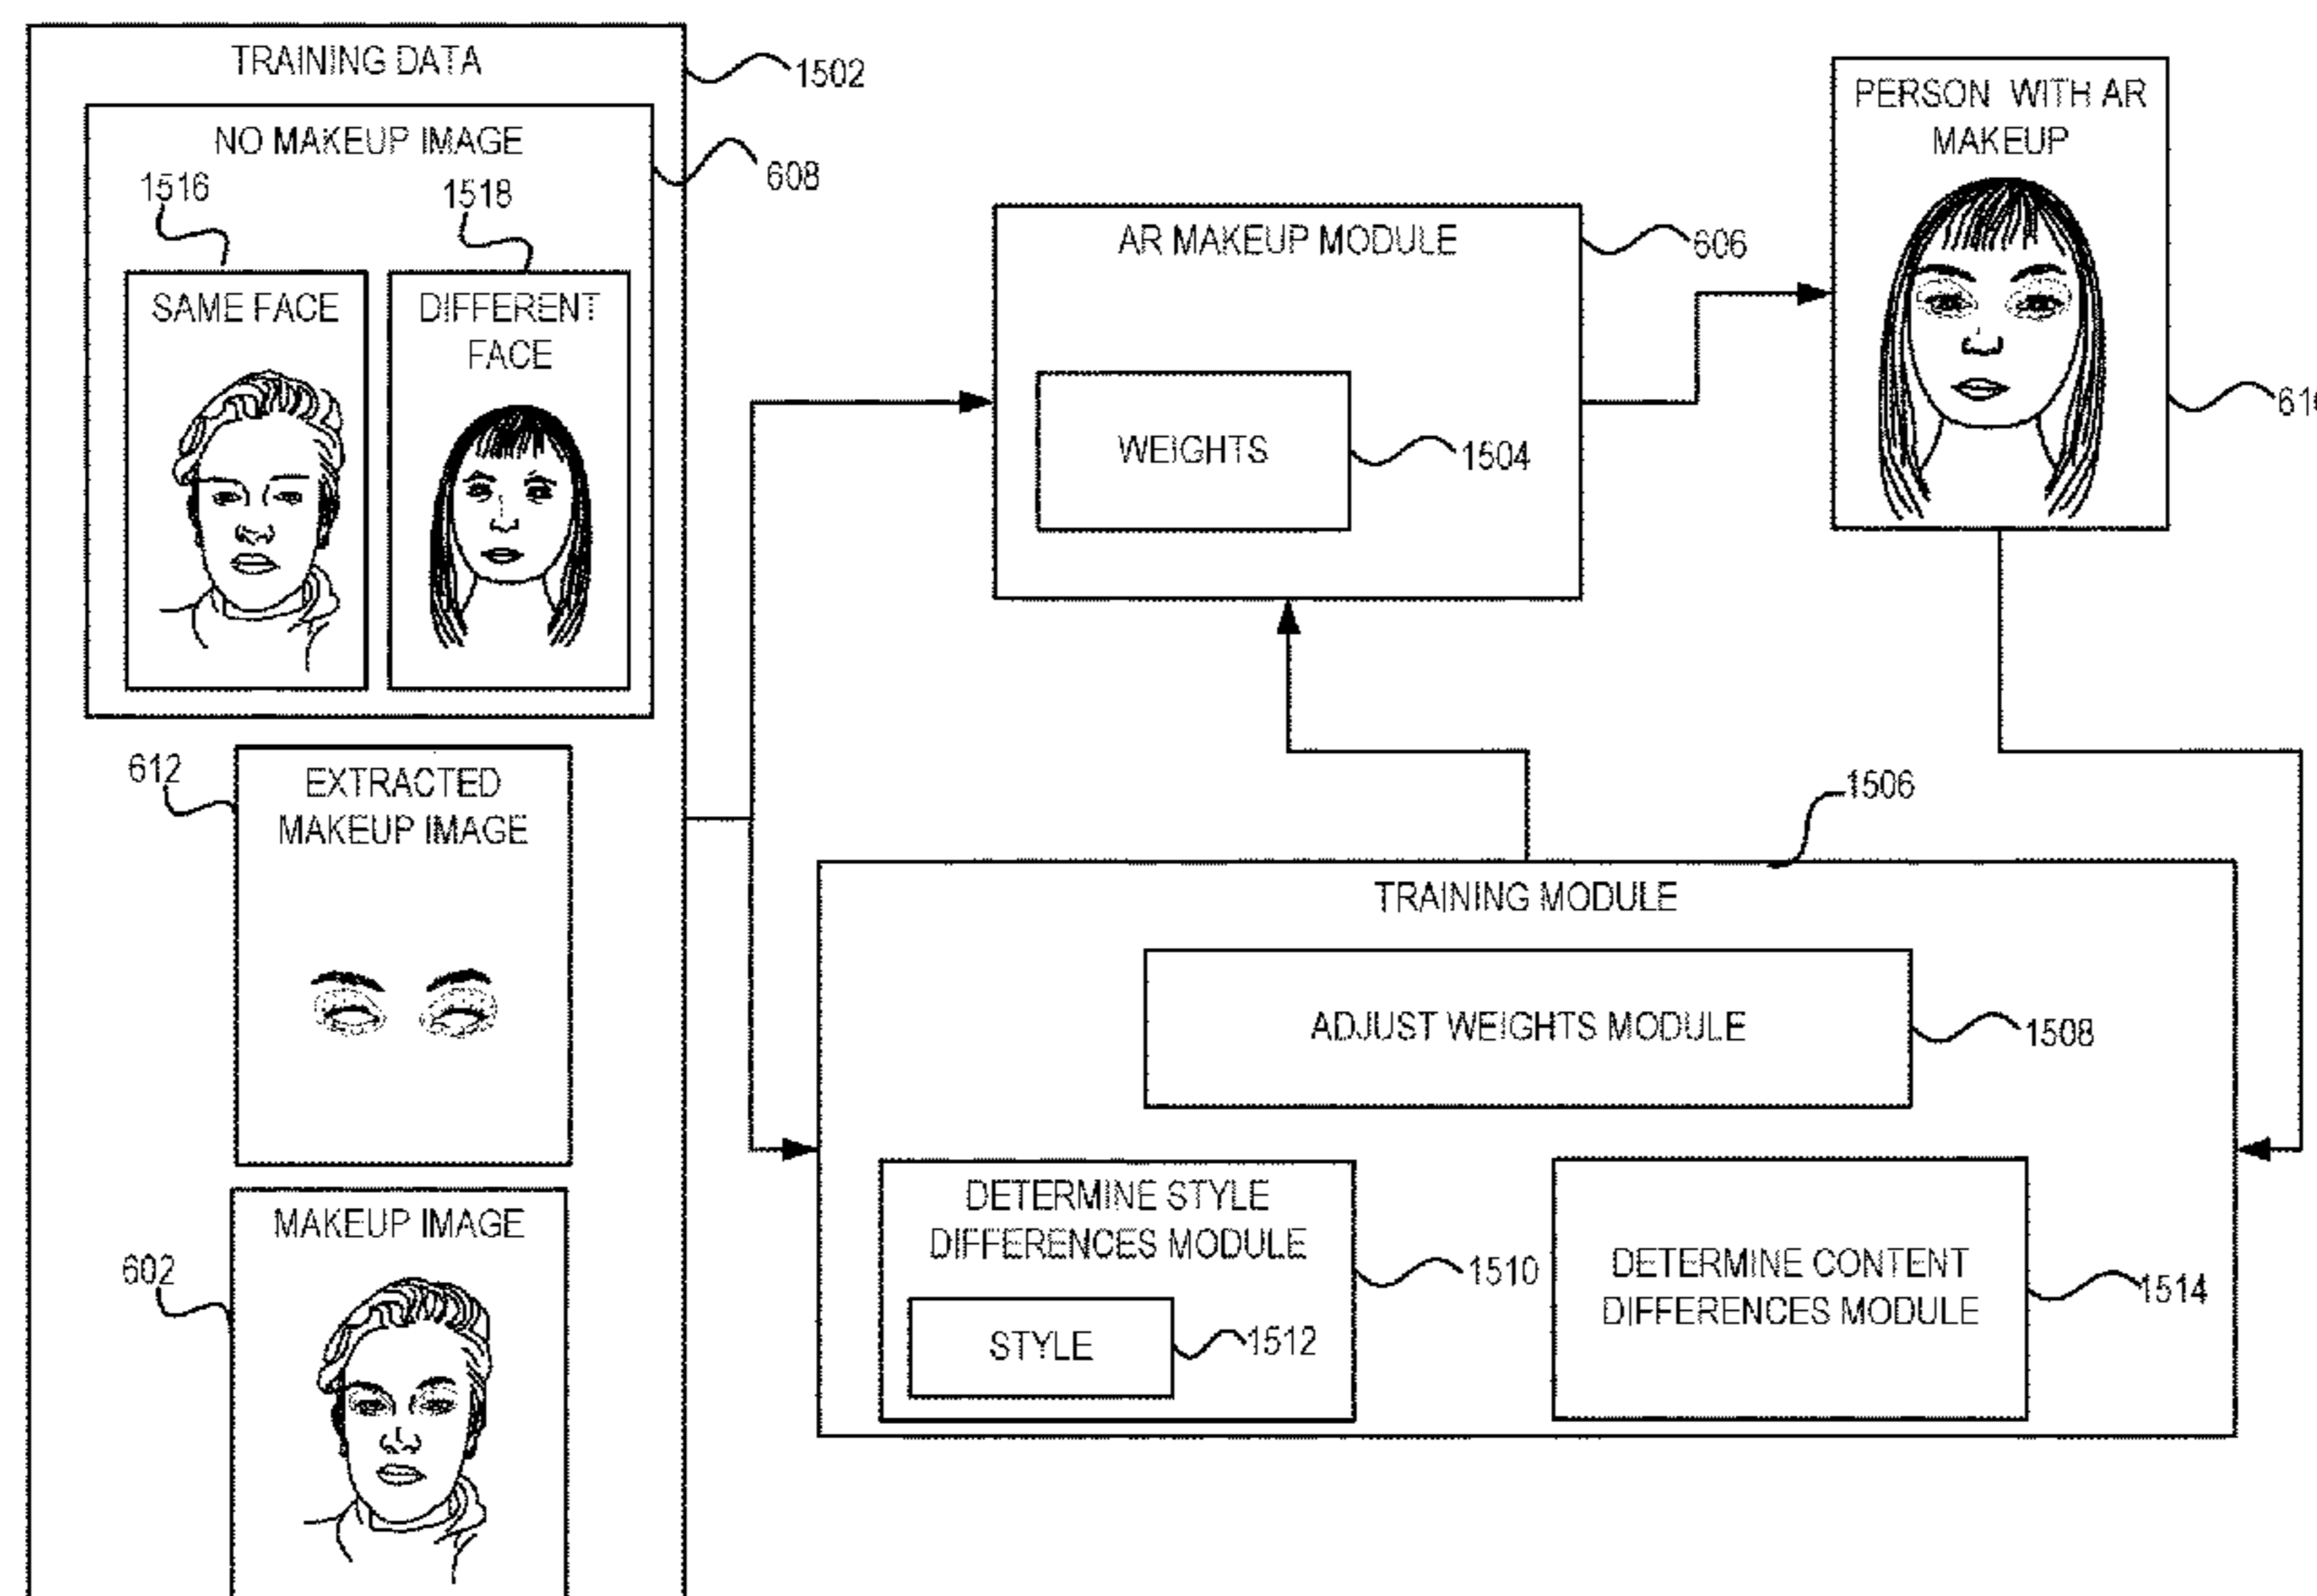 TRAINING DATA
1502
NO MAKEUP IMAGE
608
1516
1518
SAME FACE
DIFFERENT
FACE
612
EXTRACTED
MAKEUP IMAGE
602
MAKEUP IMAGE
AR MAKEUP MODULE
606
WEIGHTS
1504
PERSON WITH AR
MAKEUP
1506
TRAINING MODULE
ADJUST WEIGHTS MODULE
1508
DETERMINE STYLE
DIFFERENCES MODULE
1510
STYLE
1512
DETERMINE CONTENT
DIFFERENCES MODULE
1514